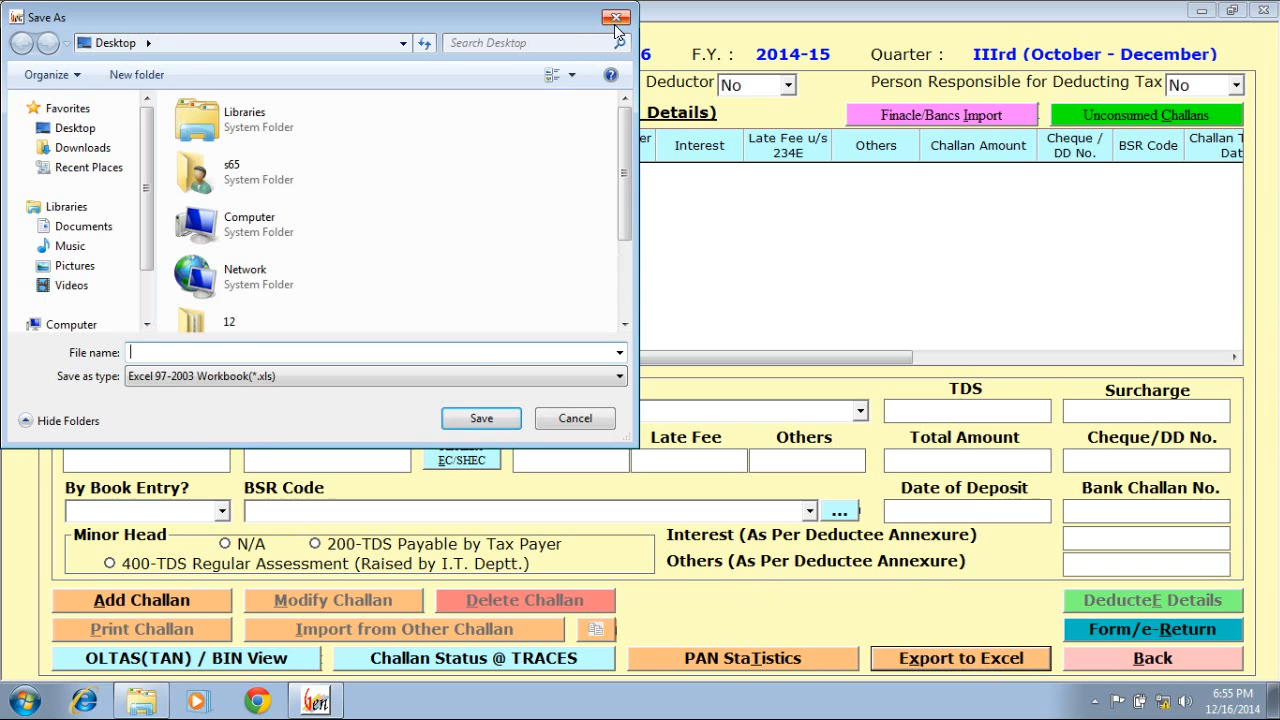 Save As
Desktop
Search Desktop
6 F.Y. : 2014-15 Quarter : IIIrd (October - December)
Organize New folder
Deductor No Person Responsible for Deducting Tax No
Details) Finacle/Bancs Import Unconsumed Challans
Favorites
Desktop
Downloads
Recent Places
Libraries
Documents
Music
Pictures
Videos
Computer
Libraries
System Folder
s65
System Folder
Computer
System Folder
Network
System Folder
12
er Interest Late Fee u/s 234E Others Challan Amount Cheque / DD No. BSR Code Challan T Dat
File name:
Save as type: Excel 97-2003 Workbook(*.xls)
Hide Folders Save Cancel
TDS Surcharge
Late Fee Others Total Amount Cheque/DD No.
EC/SHEC
By Book Entry? BSR Code ... Date of Deposit Bank Challan No.
Minor Head
N/A 200-TDS Payable by Tax Payer
400-TDS Regular Assessment (Raised by I.T. Deptt.)
Interest (As Per Deductee Annexure)
Others (As Per Deductee Annexure)
Add Challan Modify Challan Delete Challan DeducteE Details
Print Challan Import from Other Challan Form/e-Return
OLTAS(TAN) / BIN View Challan Status @ TRACES PAN StaTistics Export to Excel Back
Gen
6:55 PM
12/16/2014